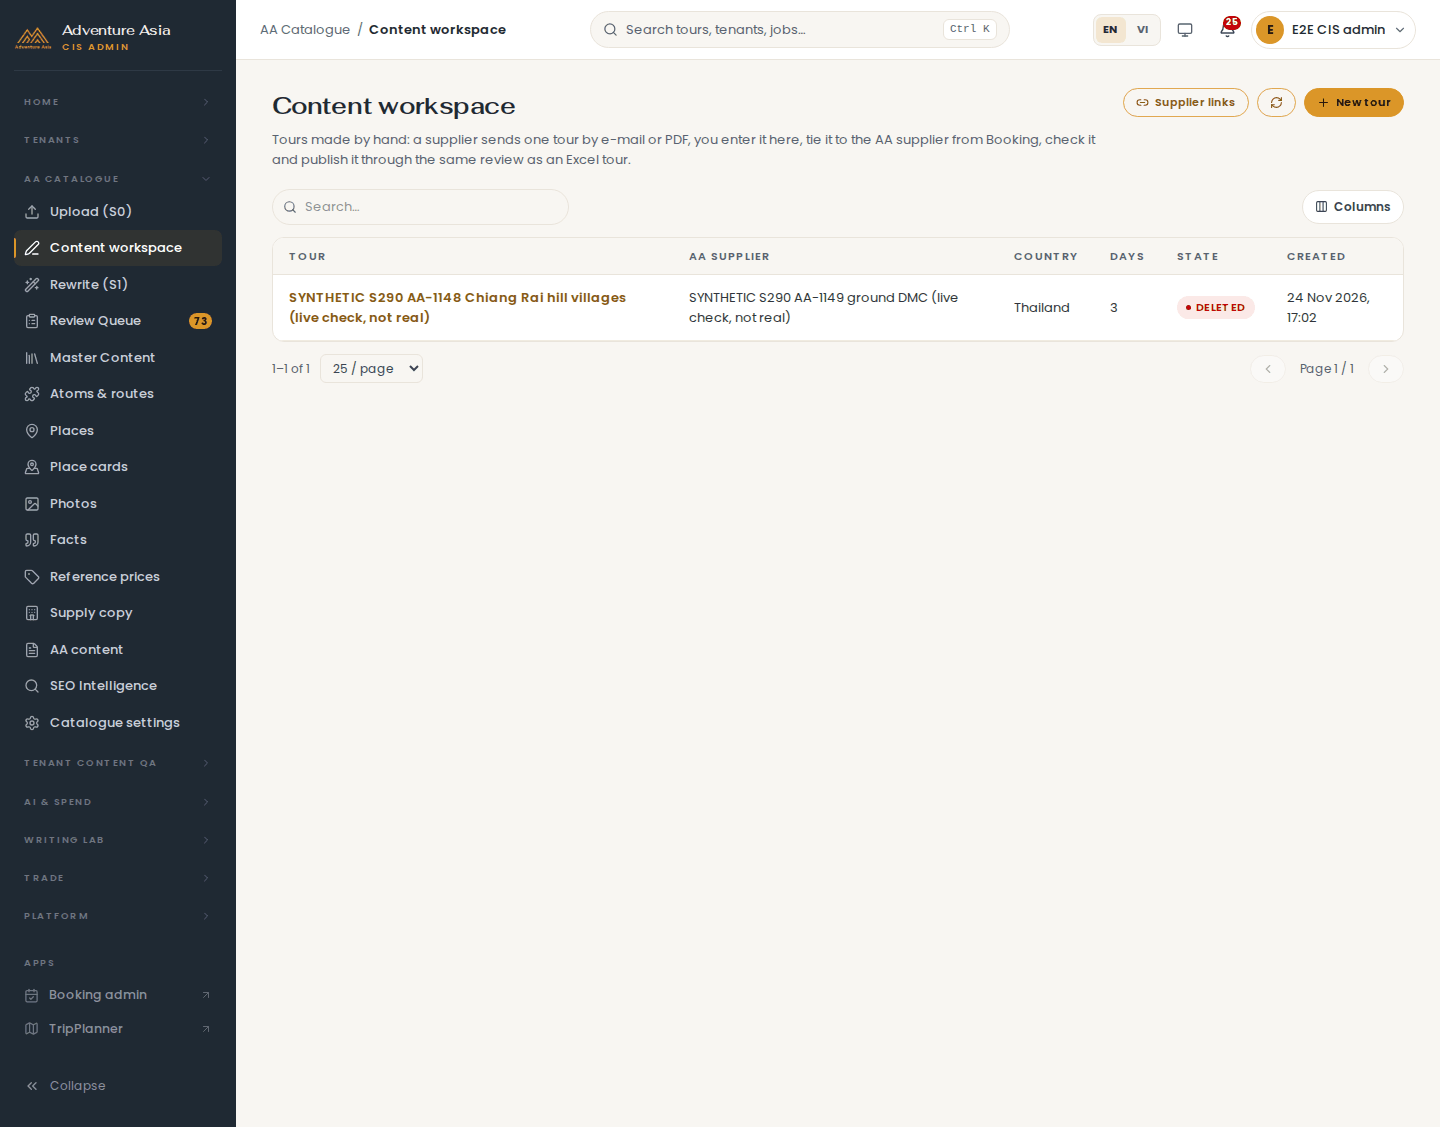 Adventure Asia
CIS ADMIN
Adventure Asia
HOME
TENANTS
AA CATALOGUE
Upload (S0)
Content workspace
Rewrite (S1)
Review Queue 73
Master Content
Atoms & routes
Places
Place cards
Photos
Facts
Reference prices
Supply copy
AA content
SEO Intelligence
Catalogue settings
TENANT CONTENT QA
AI & SPEND
WRITING LAB
TRADE
PLATFORM
APPS
Booking admin
TripPlanner
Collapse
AA Catalogue / Content workspace
Search tours, tenants, jobs…
Ctrl K
EN VI
25
E E2E CIS admin
Content workspace
Supplier links
New tour
Tours made by hand: a supplier sends one tour by e-mail or PDF, you enter it here, tie it to the AA supplier from Booking, check it
and publish it through the same review as an Excel tour.
Search…
Columns
TOUR AA SUPPLIER COUNTRY DAYS STATE CREATED
SYNTHETIC S290 AA-1148 Chiang Rai hill villages
(live check, not real)
SYNTHETIC S290 AA-1149 ground DMC (live
check, not real)
Thailand
3
DELETED
24 Nov 2026,
17:02
1–1 of 1
25 / page
Page 1 / 1